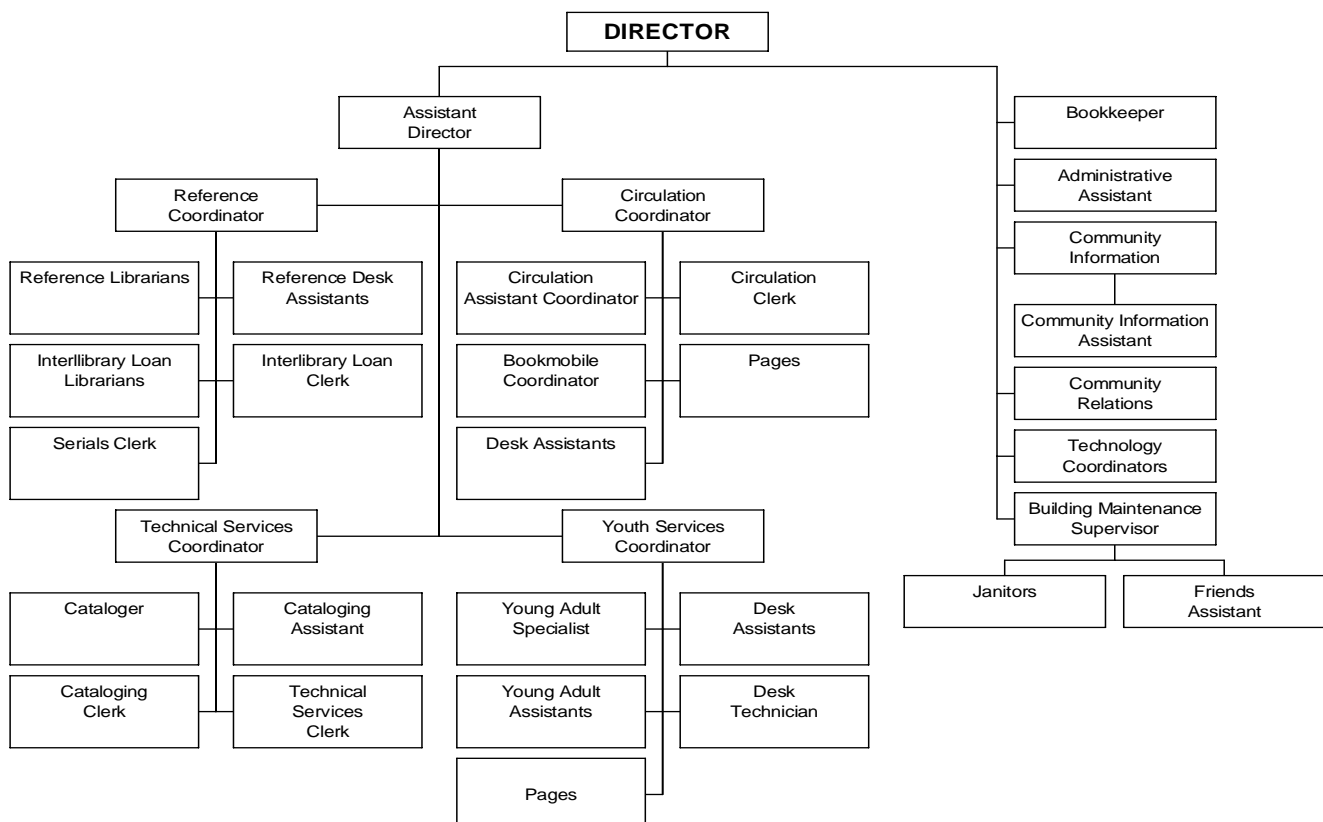 DIRECTOR
Assistant
Director
Bookkeeper
Administrative
Assistant
Community
Information
Community Information
Assistant
Community
Relations
Technology
Coordinators
Building Maintenance
Supervisor
Janitors
Friends
Assistant
Reference
Coordinator
Circulation
Coordinator
Reference Librarians
Reference Desk
Assistants
Interllibrary Loan
Librarians
Interlibrary Loan
Clerk
Serials Clerk
Circulation
Assistant Coordinator
Circulation
Clerk
Bookmobile
Coordinator
Pages
Desk Assistants
Technical Services
Coordinator
Youth Services
Coordinator
Cataloger
Cataloging
Assistant
Cataloging
Clerk
Technical
Services
Clerk
Young Adult
Specialist
Desk
Assistants
Young Adult
Assistants
Desk
Technician
Pages